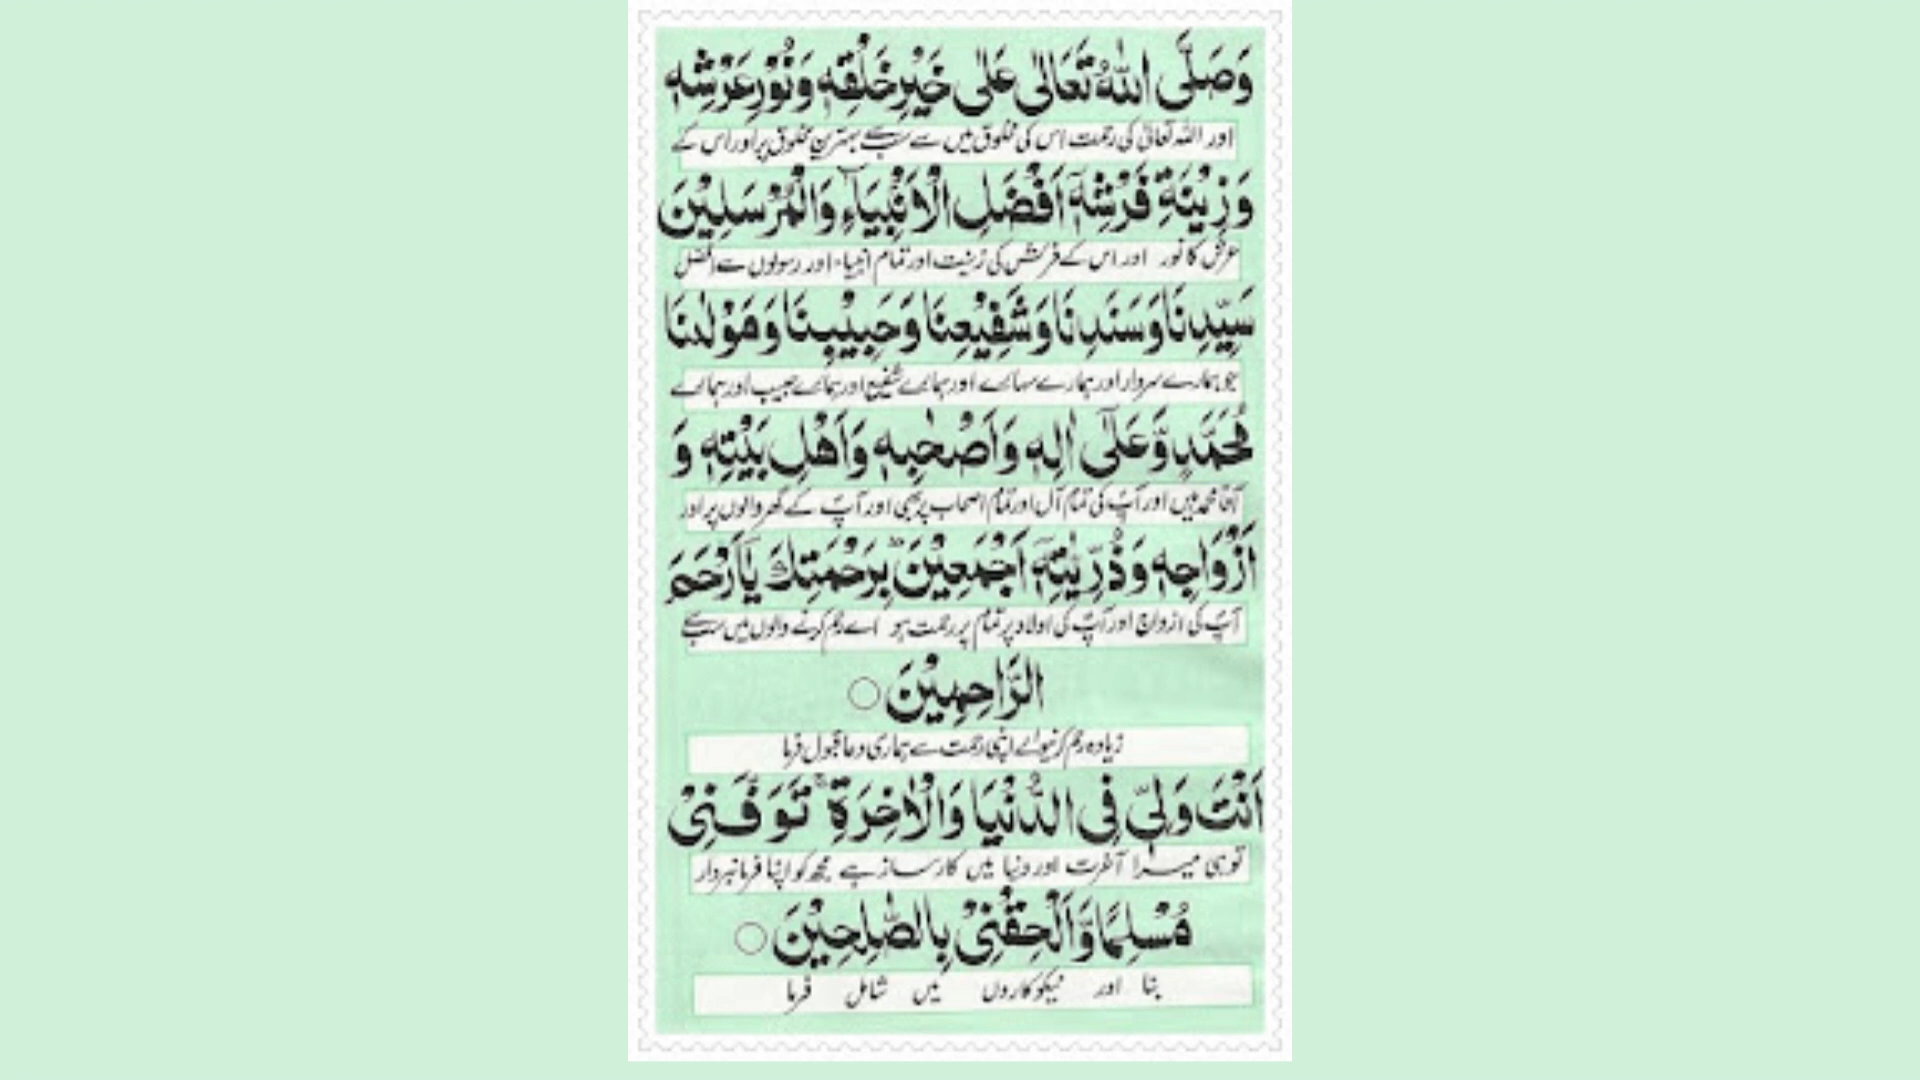 وَصَلَّى اللّٰهُ تَعَالٰى عَلٰى خَيْرِ خَلْقِهٖ وَنُوْرِ عَرْشِهٖ
اور اللہ تعالیٰ کی رحمت اس کی مخلوق میں سے سب سے بہترین مخلوق پر اور اس کے
وَزِيْنَةِ فَرْشِهٖٓ اَفْضَلِ الْاَنْۢبِيَآءِ وَالْمُرْسَلِيْنَ
عرش کا نور اور اس کے فرش کی زینت اور تمام انبیاء اور رسولوں سے افضل
سَيِّدِنَا وَسَنَدِنَا وَشَفِيْعِنَا وَحَبِيْبِنَا وَمَوْلٰىنَا
جو ہمارے سردار اور ہمارے سہارے اور ہمارے شفیع اور ہمارے حبیب اور ہمارے
مُحَمَّدٍ وَّعَلٰٓى اٰلِهٖ وَاَصْحٰبِهٖ وَاَهْلِ بَيْتِهٖ وَ
آقا محمد ہیں اور آپؐ کی تمام آل اور تمام اصحاب پر بھی اور آپؐ کے گھر والوں پر اور
اَزْوَاجِهٖ وَذُرِّيّٰتِهٖٓ اَجْمَعِيْنَ ؕ بِرَحْمَتِكَ يَآاَرْحَمَ
آپؐ کی ازواج اور آپؐ کی اولاد پر تمام پر رحمت ہو اے رحم کرنے والوں میں سب سے
الرَّاحِمِيْنَ ○
زیادہ رحم کرنیوالے اپنی رحمت سے ہماری دعا قبول فرما
اَنْتَ وَلِيّٖ فِى الدُّنْيَا وَالْاٰخِرَةِ ۚ تَوَفَّنِىْ
توہی میرا آخرت اور دنیا میں کارساز ہے مجھ کو اپنا فرمانبردار
مُسْلِمًا وَّاَلْحِقْنِىْ بِالصّٰلِحِيْنَ ○
بنا اور نیکوکاروں میں شامل فرما